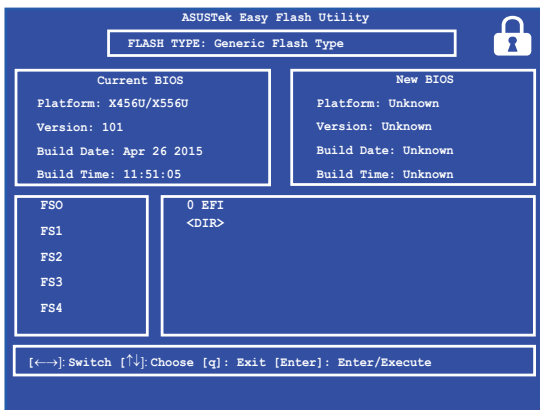 ASUSTek Easy Flash Utility
FLASH TYPE: Generic Flash Type
Current BIOS
Platform: X456U/X556U
Version: 101
Build Date: Apr 26 2015
Build Time: 11:51:05
New BIOS
Platform: Unknown
Version: Unknown
Build Date: Unknown
Build Time: Unknown
FSO
FS1
FS2
FS3
FS4
0 EFI
<DIR>
[←→]: Switch [↑↓]: Choose [q]: Exit [Enter]: Enter/Execute